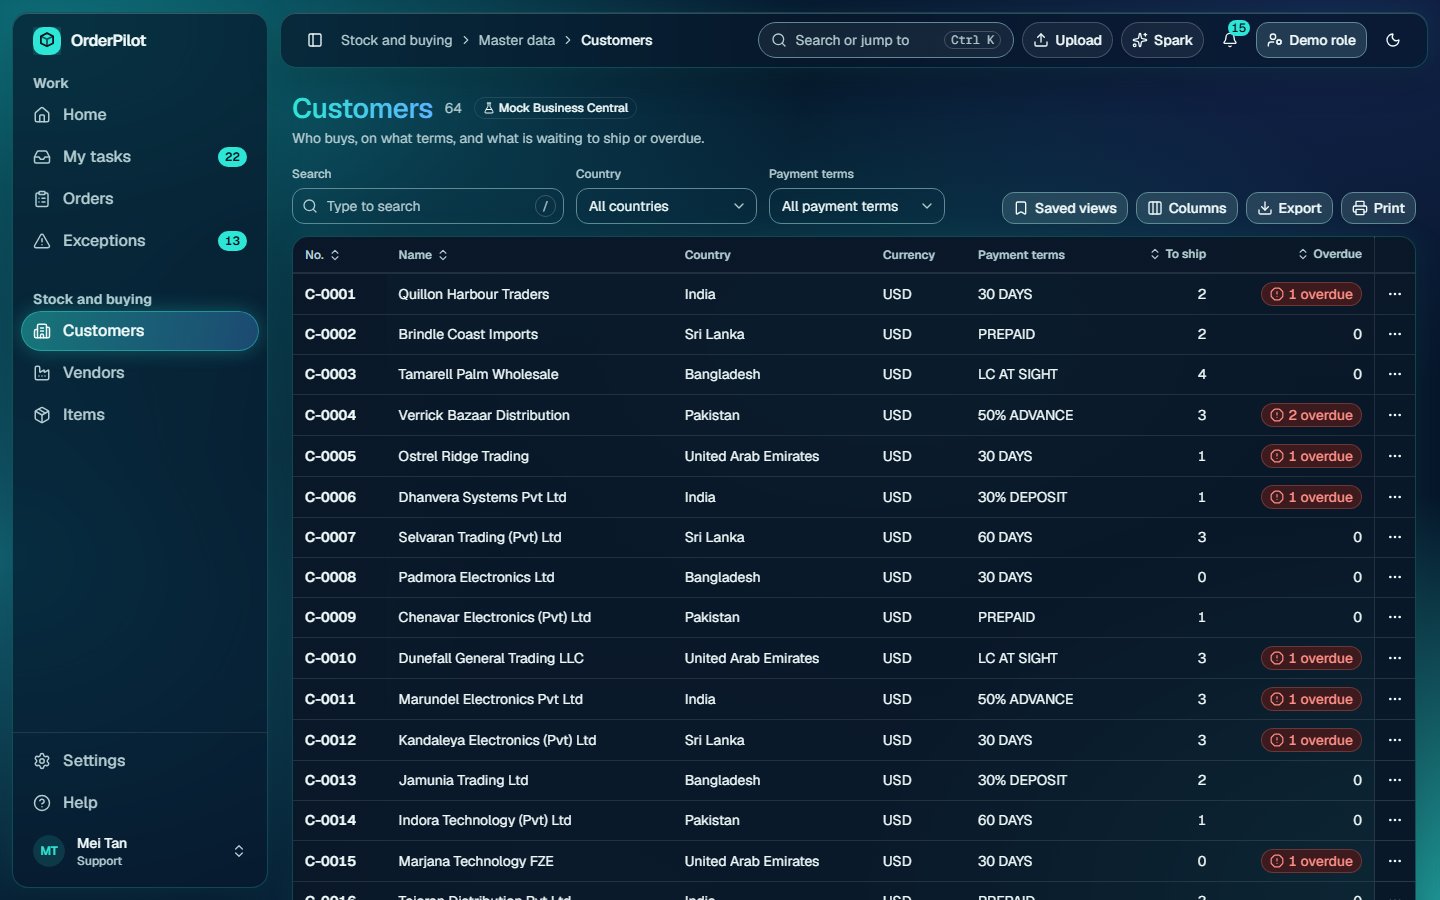 OrderPilot
Work
Home
My tasks 22
Orders
Exceptions 13
Stock and buying
Customers
Vendors
Items
Settings
Help
MT Mei Tan
Support
Stock and buying > Master data > Customers
Search or jump to Ctrl K
Upload
Spark
15
Demo role
Customers 64 Mock Business Central
Who buys, on what terms, and what is waiting to ship or overdue.
Search Country Payment terms
Type to search / All countries All payment terms Saved views Columns Export Print
No. Name Country Currency Payment terms To ship Overdue
C-0001 Quillon Harbour Traders India USD 30 DAYS 2 1 overdue ...
C-0002 Brindle Coast Imports Sri Lanka USD PREPAID 2 0 ...
C-0003 Tamarell Palm Wholesale Bangladesh USD LC AT SIGHT 4 0 ...
C-0004 Verrick Bazaar Distribution Pakistan USD 50% ADVANCE 3 2 overdue ...
C-0005 Ostrel Ridge Trading United Arab Emirates USD 30 DAYS 1 1 overdue ...
C-0006 Dhanvera Systems Pvt Ltd India USD 30% DEPOSIT 1 1 overdue ...
C-0007 Selvaran Trading (Pvt) Ltd Sri Lanka USD 60 DAYS 3 0 ...
C-0008 Padmora Electronics Ltd Bangladesh USD 30 DAYS 0 0 ...
C-0009 Chenavar Electronics (Pvt) Ltd Pakistan USD PREPAID 1 0 ...
C-0010 Dunefall General Trading LLC United Arab Emirates USD LC AT SIGHT 3 1 overdue ...
C-0011 Marundel Electronics Pvt Ltd India USD 50% ADVANCE 3 1 overdue ...
C-0012 Kandaleya Electronics (Pvt) Ltd Sri Lanka USD 30 DAYS 3 1 overdue ...
C-0013 Jamunia Trading Ltd Bangladesh USD 30% DEPOSIT 2 0 ...
C-0014 Indora Technology (Pvt) Ltd Pakistan USD 60 DAYS 1 0 ...
C-0015 Marjana Technology FZE United Arab Emirates USD 30 DAYS 0 1 overdue ...